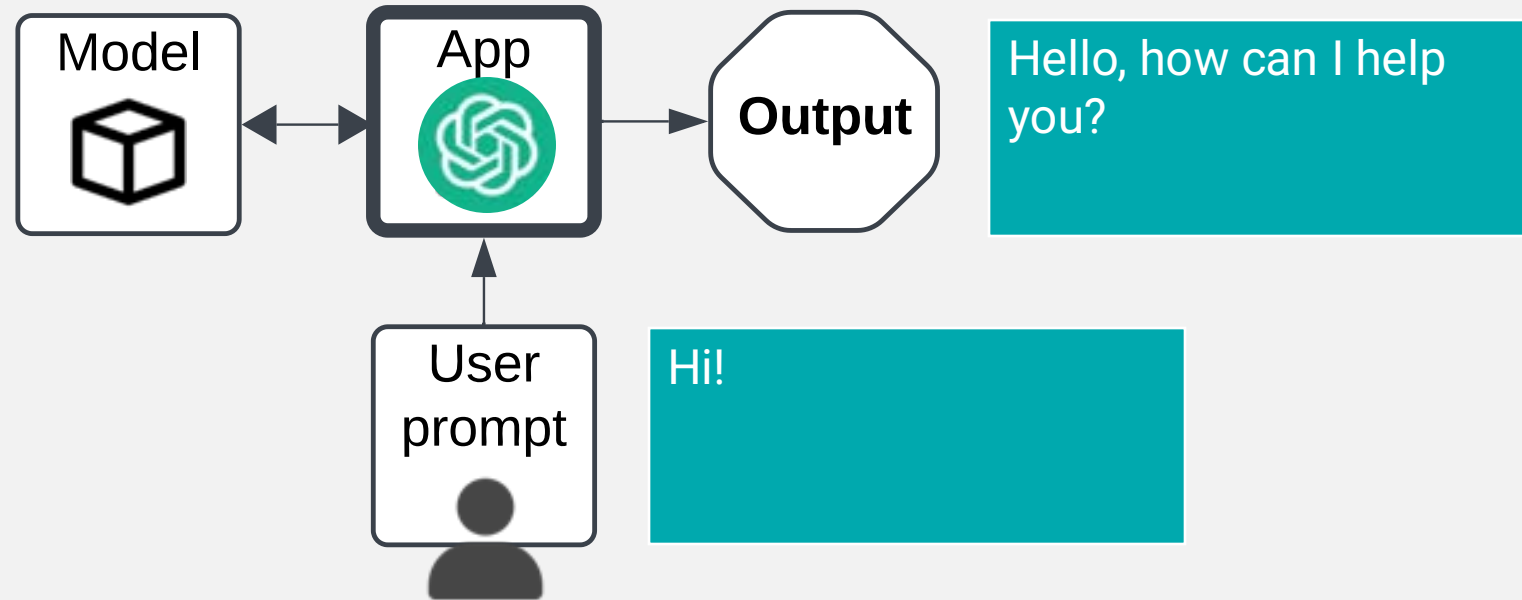 Model
App
Output
Hello, how can I help
you?
User
prompt
Hi!